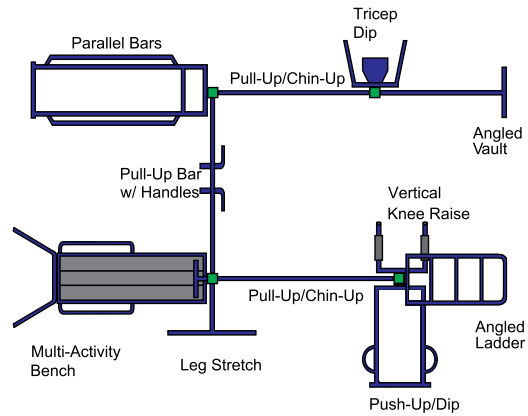 Tricep
Dip
Parallel Bars
Pull-Up/Chin-Up
Angled
Vault
Pull-Up Bar
w/ Handles
Vertical
Knee Raise
Pull-Up/Chin-Up
Angled
Ladder
Multi-Activity
Bench
Leg Stretch
Push-Up/Dip